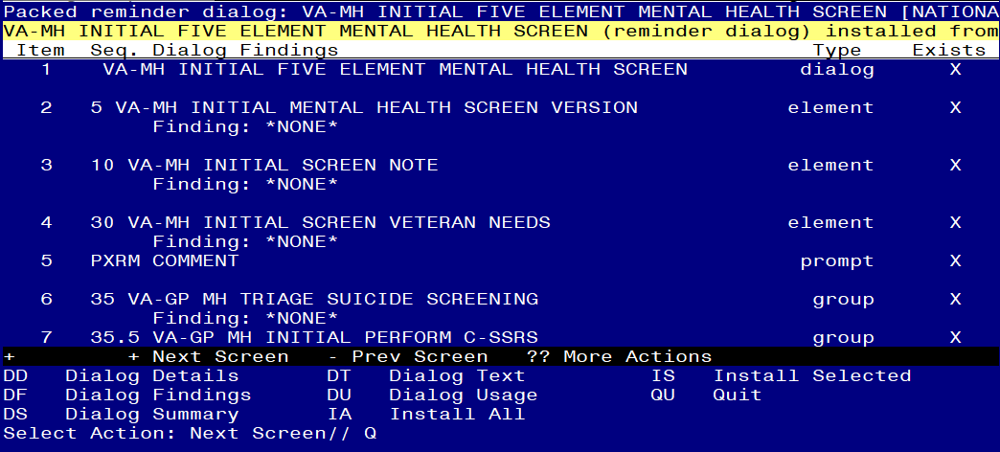 Packed reminder dialog: VA-MH INITIAL FIVE ELEMENT MENTAL HEALTH SCREEN [NATIONA
VA-MH INITIAL FIVE ELEMENT MENTAL HEALTH SCREEN (reminder dialog) installed from
Item Seq. Dialog Findings Type Exists
1 VA-MH INITIAL FIVE ELEMENT MENTAL HEALTH SCREEN dialog X
2 5 VA-MH INITIAL MENTAL HEALTH SCREEN VERSION element X
Finding: *NONE*
3 10 VA-MH INITIAL SCREEN NOTE element X
Finding: *NONE*
4 30 VA-MH INITIAL SCREEN VETERAN NEEDS element X
Finding: *NONE*
5 PXRM COMMENT prompt X
6 35 VA-GP MH TRIAGE SUICIDE SCREENING group X
Finding: *NONE*
7 35.5 VA-GP MH INITIAL PERFORM C-SSRS group X
+ + Next Screen - Prev Screen ?? More Actions
DD Dialog Details DT Dialog Text IS Install Selected
DF Dialog Findings DU Dialog Usage QU Quit
DS Dialog Summary IA Install All
Select Action: Next Screen// Q